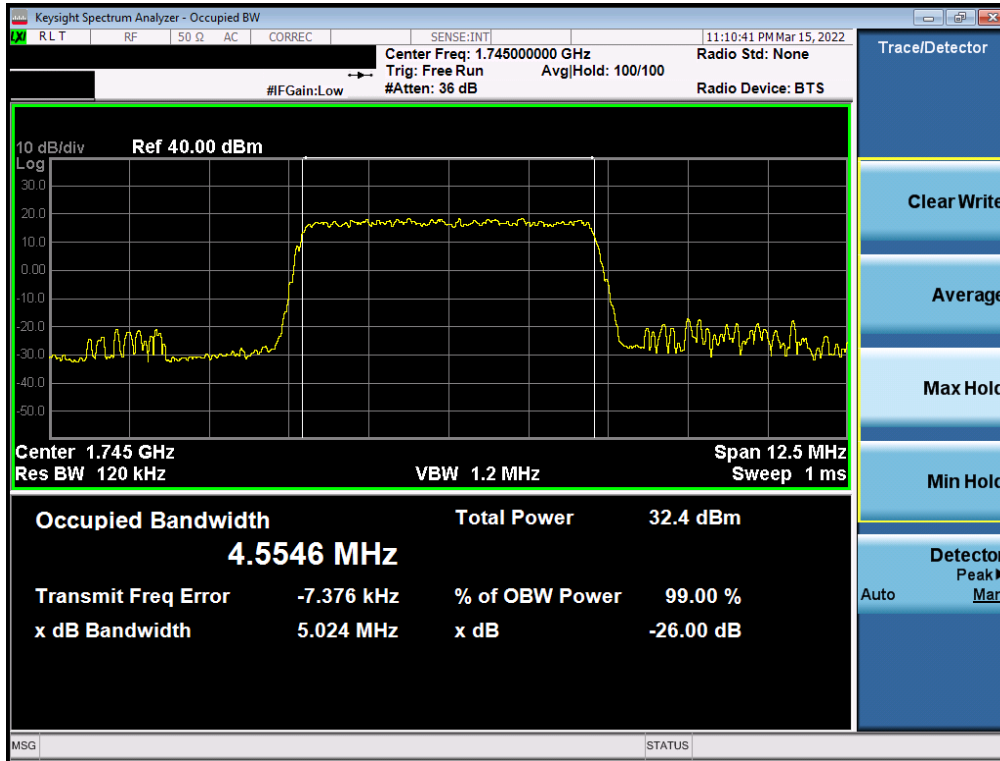 Keysight Spectrum Analyzer - Occupied BW
LXI RLT RF 50 Ω AC CORREC SENSE:INT 11:10:41 PM Mar 15, 2022
Center Freq: 1.745000000 GHz Radio Std: None
Trig: Free Run Avg|Hold: 100/100
#IFGain:Low #Atten: 36 dB Radio Device: BTS
10 dB/div Ref 40.00 dBm
Log
30.0
20.0
10.0
0.00
-10.0
-20.0
-30.0
-40.0
-50.0
Center 1.745 GHz Span 12.5 MHz
Res BW 120 kHz VBW 1.2 MHz Sweep 1 ms
Occupied Bandwidth Total Power 32.4 dBm
4.5546 MHz
Transmit Freq Error -7.376 kHz % of OBW Power 99.00 %
x dB Bandwidth 5.024 MHz x dB -26.00 dB
MSG STATUS
Trace/Detector
Clear Write
Average
Max Hold
Min Hold
Detector
Peak▶
Auto Man